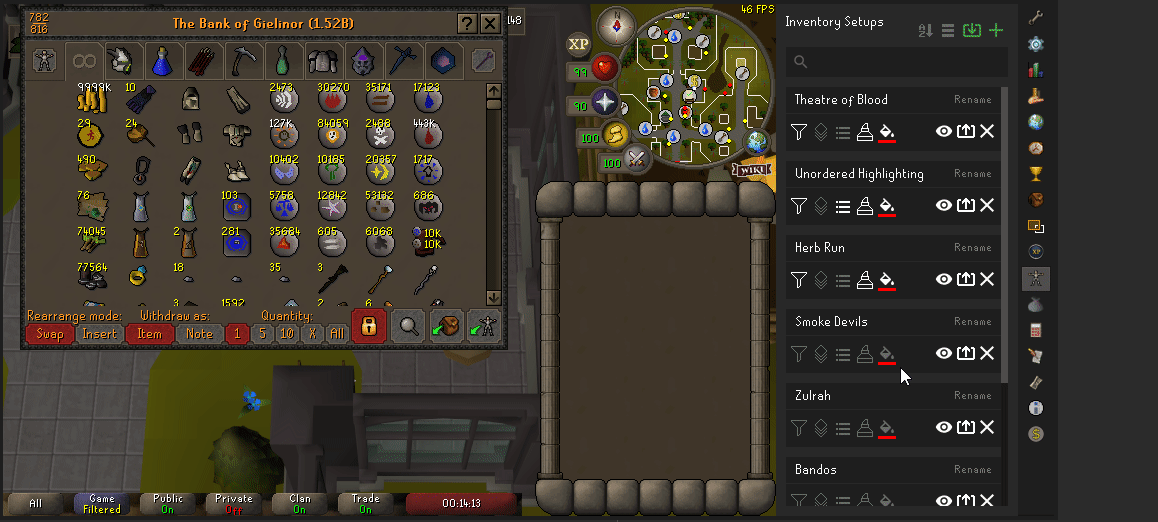 782
816
The Bank of Gielinor (1.52B)
?
148
46 FPS
Inventory Setups
XP
99
90
100
100
WIKI
9999K
10
2473
30270
35171
17123
29
24
127K
84059
2488
443K
490
10402
10185
20357
1717
76
103
5758
12842
53132
686
74045
2
281
35684
605
6068
10K
10K
77564
18
35
3
3
1592
2
6
Rearrange mode:
Withdraw as:
Quantity:
Swap
Insert
Item
Note
1
5
10
X
All
Theatre of Blood
Rename
Unordered Highlighting
Rename
Herb Run
Rename
Smoke Devils
Rename
Zulrah
Rename
Bandos
Rename
XP
All
Game
Filtered
Public
On
Private
Off
Clan
On
Trade
On
00:14:13